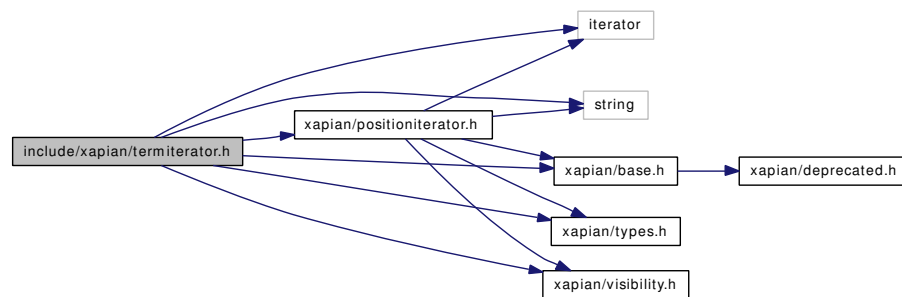 iterator
string
xapian/positioniterator.h
include/xapian/termiterator.h
xapian/base.h
xapian/deprecated.h
xapian/types.h
xapian/visibility.h